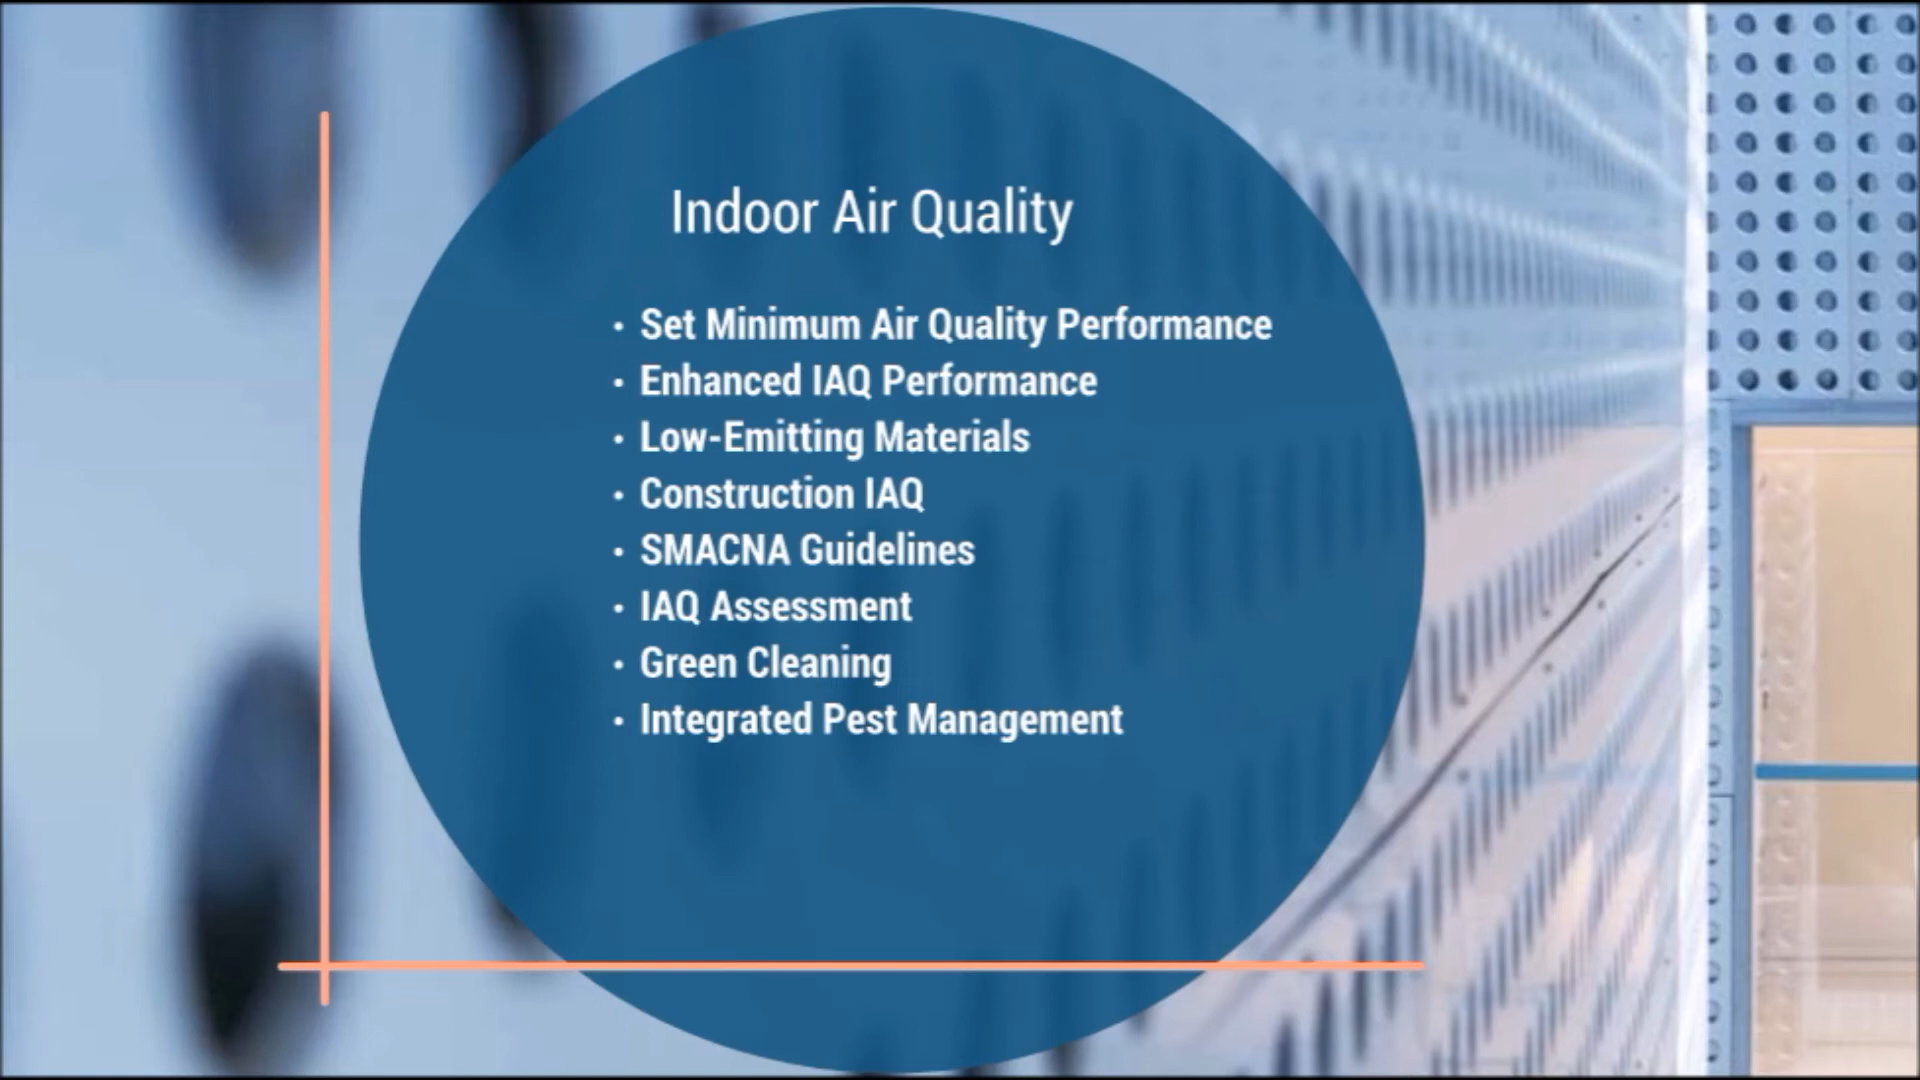 Indoor Air Quality
• Set Minimum Air Quality Performance
• Enhanced IAQ Performance
• Low-Emitting Materials
• Construction IAQ
• SMACNA Guidelines
• IAQ Assessment
• Green Cleaning
• Integrated Pest Management